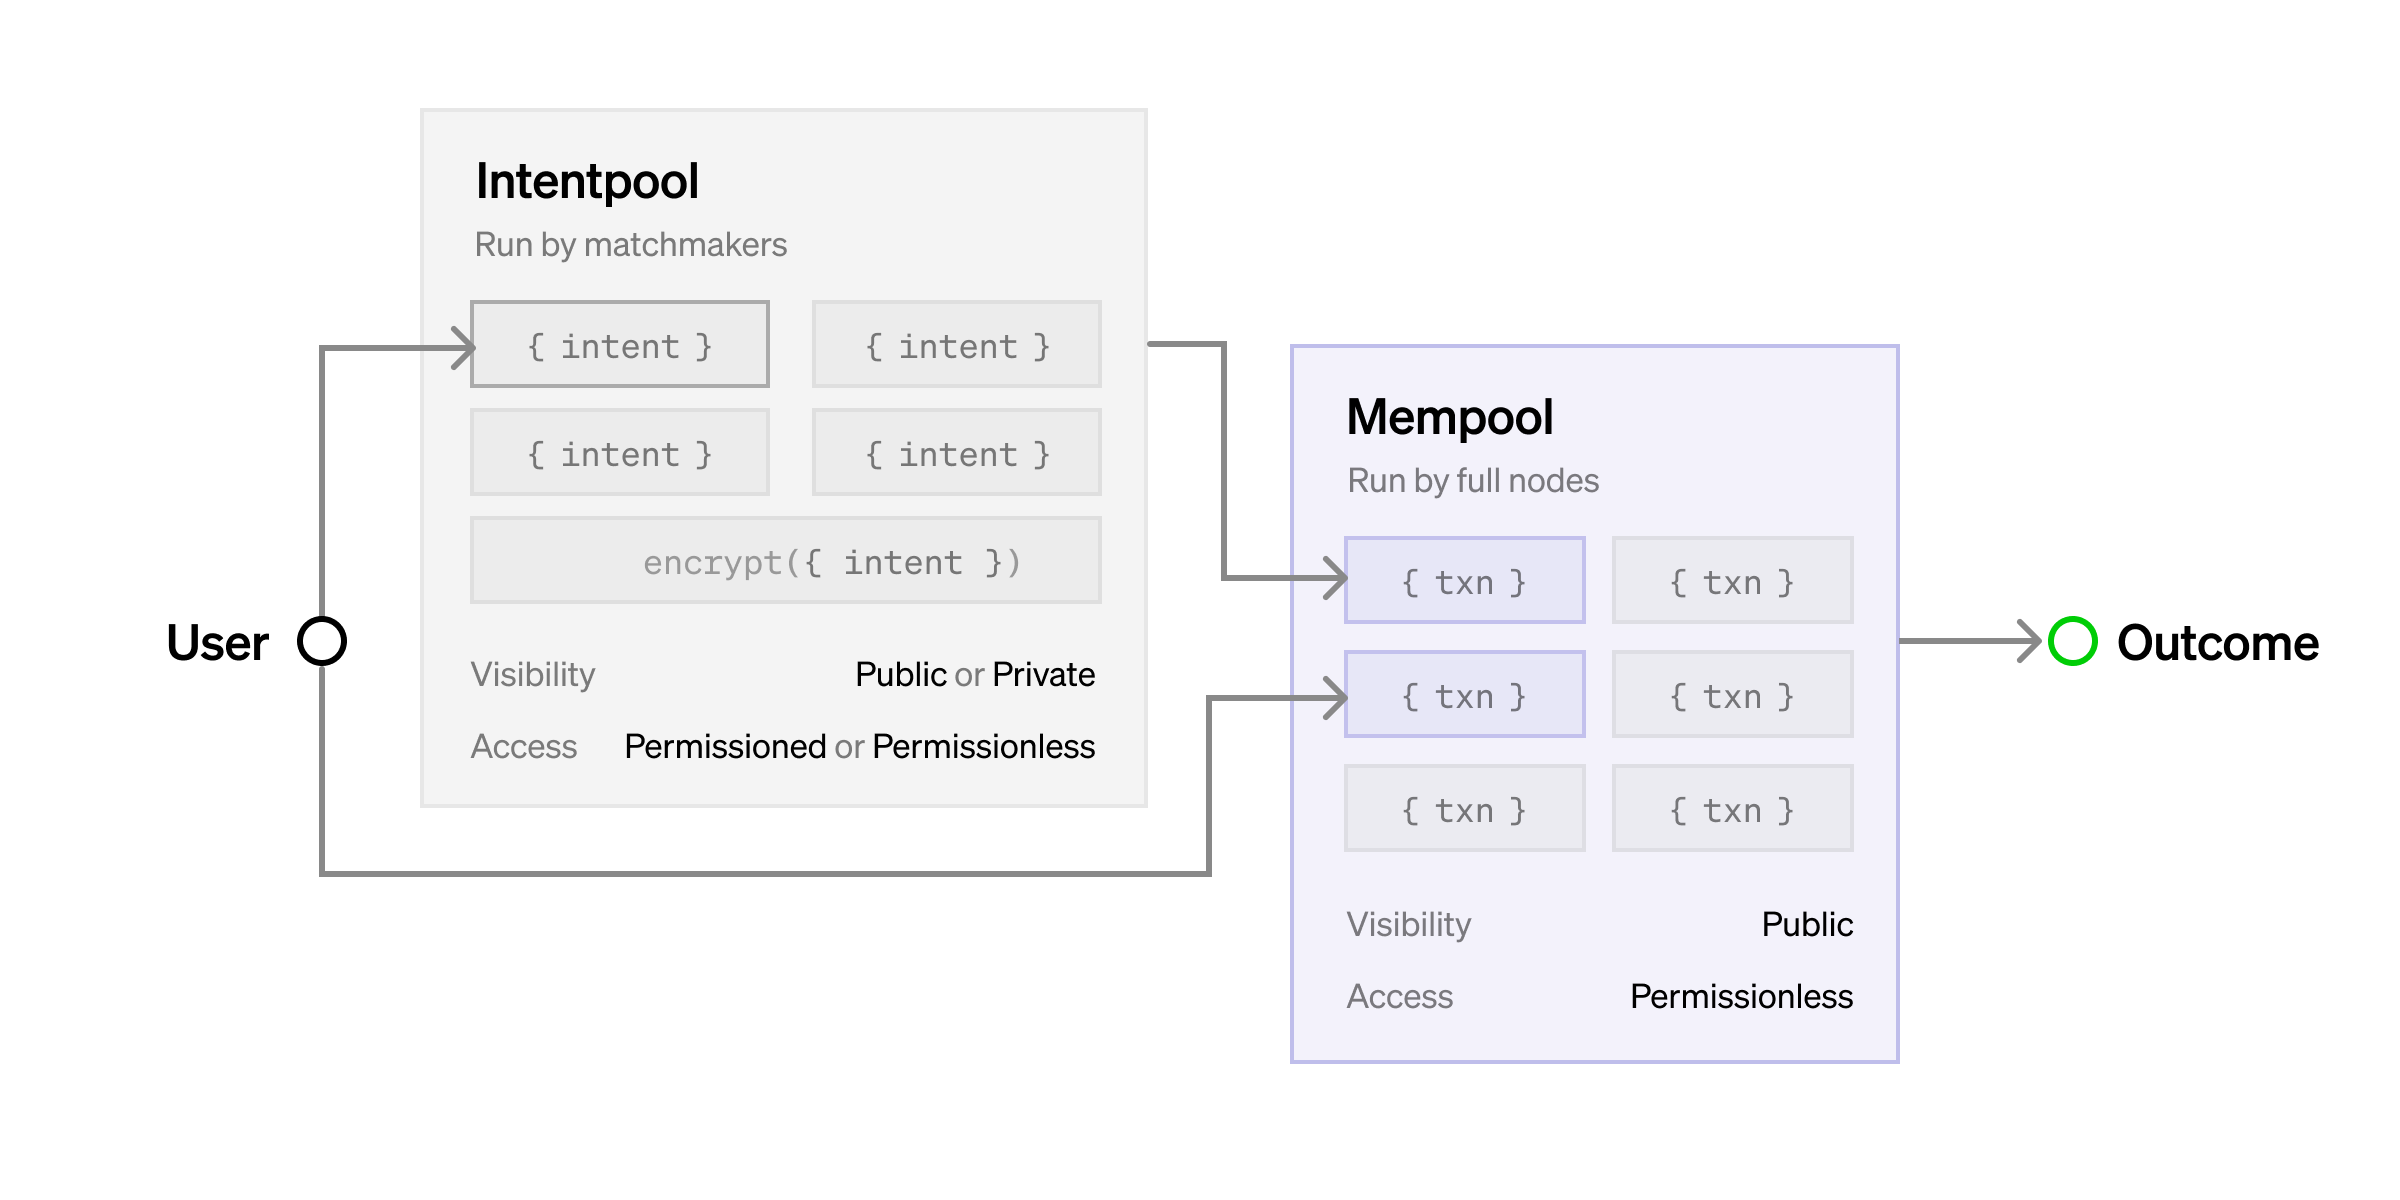 Intentpool
Run by matchmakers
{ intent } { intent }
{ intent } { intent }
encrypt({ intent })
Visibility Public or Private
Access Permissioned or Permissionless
User
Mempool
Run by full nodes
{ txn } { txn }
{ txn } { txn }
{ txn } { txn }
Visibility Public
Access Permissionless
Outcome